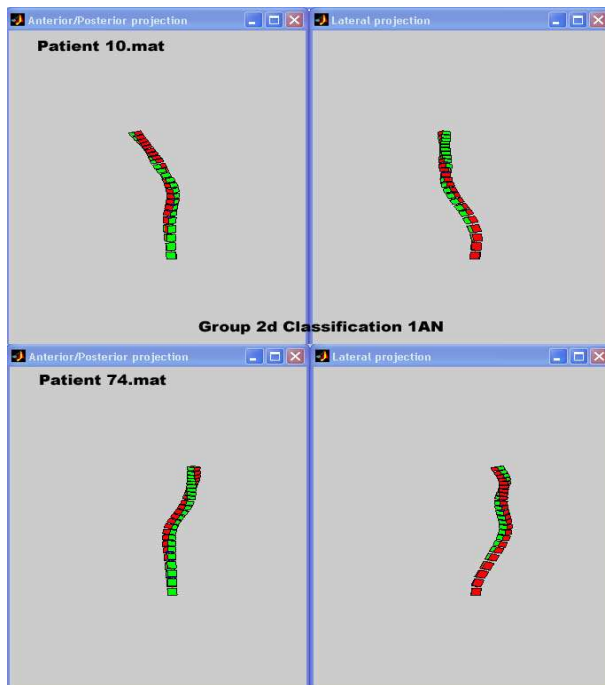 Anterior/Posterior projection
Lateral projection
Patient 10.mat
Group 2d Classification 1AN
Anterior/Posterior projection
Lateral projection
Patient 74.mat